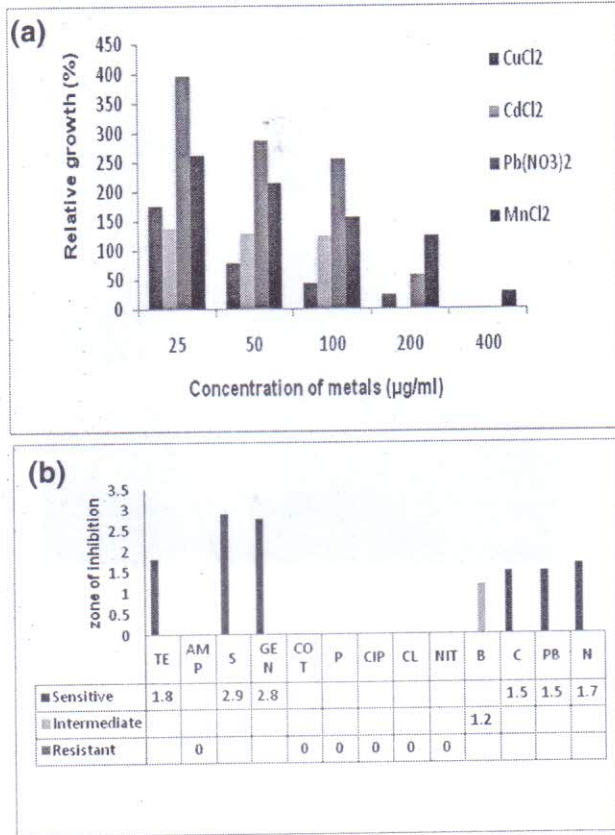 (a)
450
400
350
300
250
200
150
100
50
0
Relative growth (%)
CuCl2
CdCl2
Pb(NO3)2
MnCl2
25 50 100 200 400
Concentration of metals (µg/ml)
(b)
3.5
3
2.5
2
1.5
1
0.5
0
zone of inhibition
TE AMP S GEN COT P CIP CL NIT B C PB N
Sensitive 1.8 2.9 2.8 1.5 1.5 1.7
Intermediate 1.2
Resistant 0 0 0 0 0 0